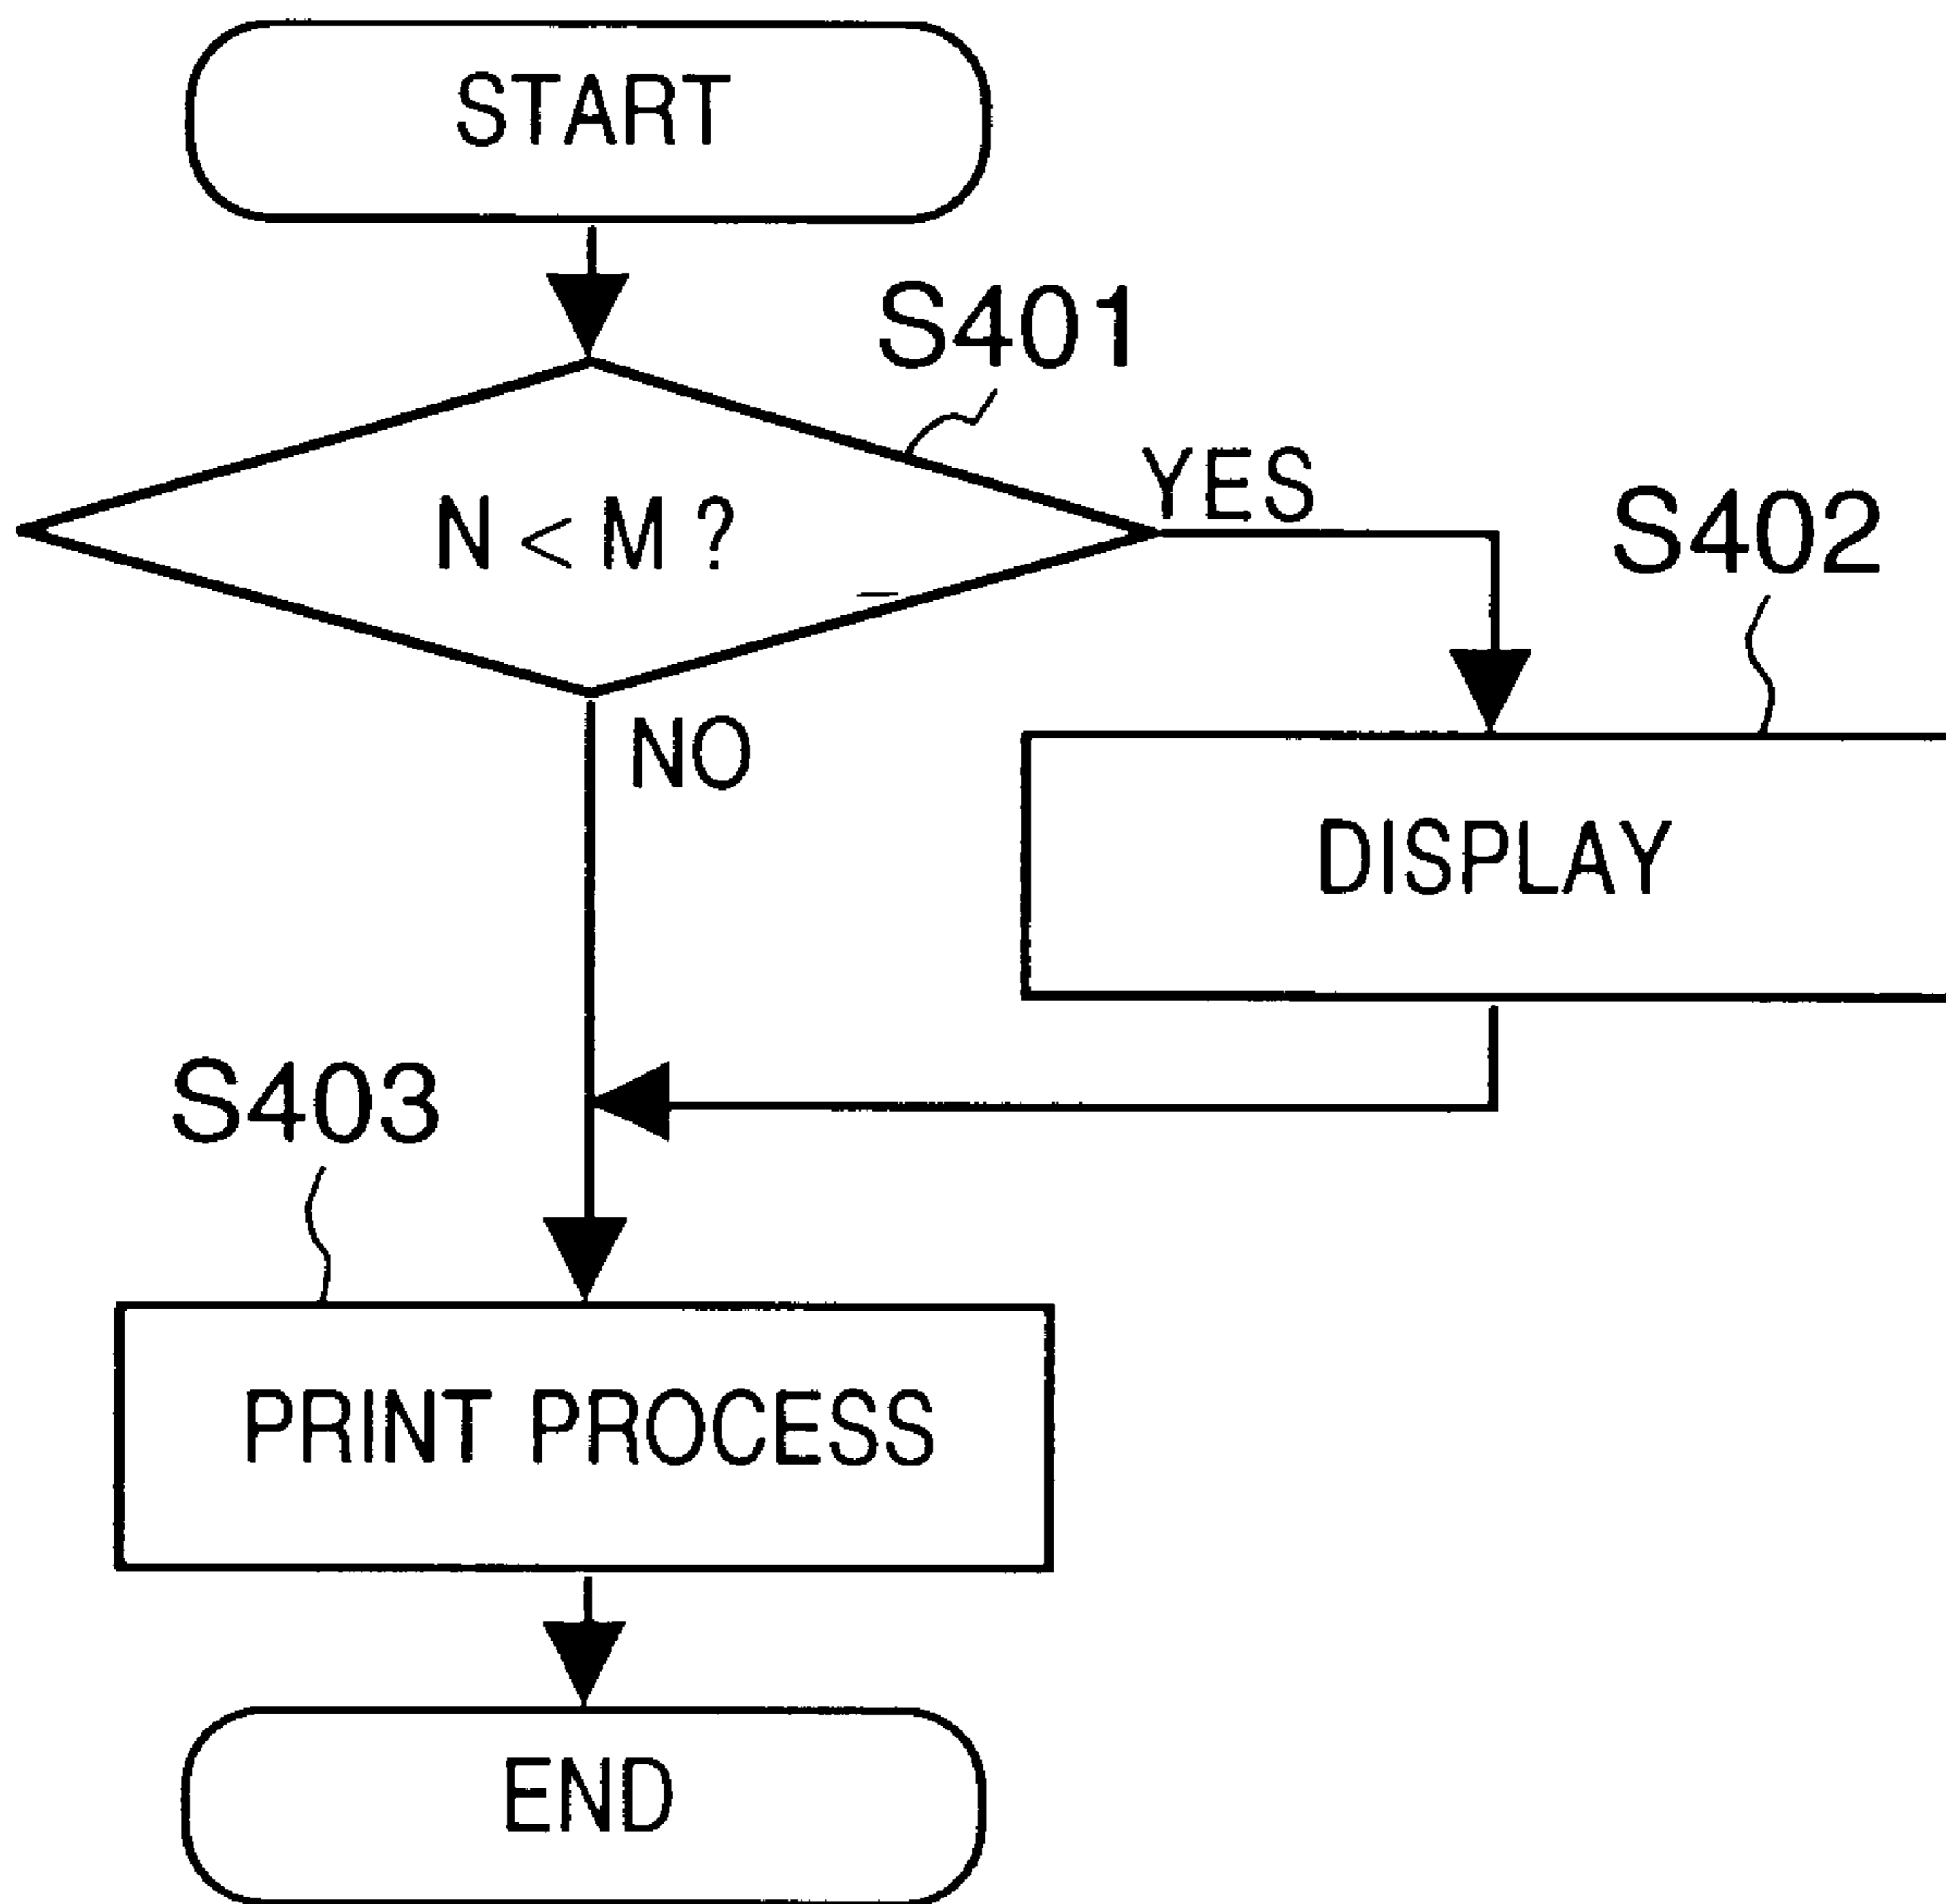 START
S401
N < M ?
YES
S402
NO
DISPLAY
S403
PRINT PROCESS
END